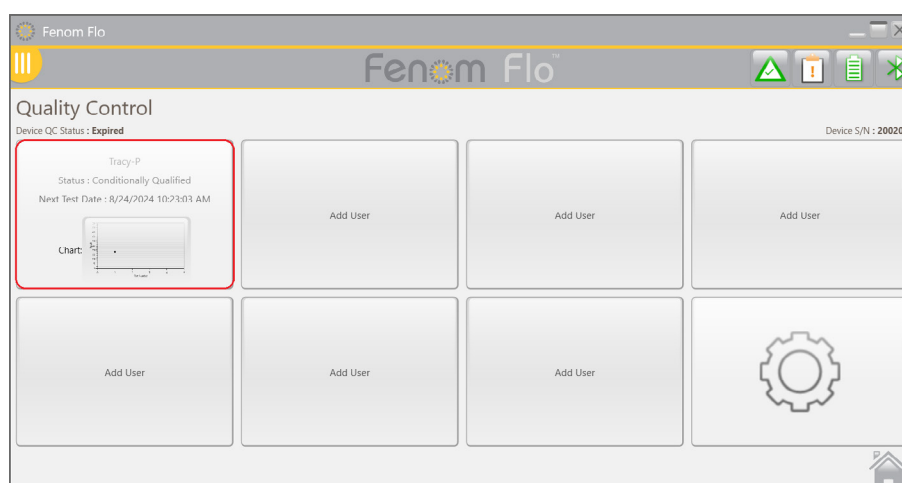 Fenom Flo
Fenom Flo™
Quality Control
Device QC Status : Expired
Device S/N : 20020
Tracy-P
Status : Conditionally Qualified
Next Test Date : 8/24/2024 10:23:03 AM
Chart:
Add User
Add User
Add User
Add User
Add User
Add User